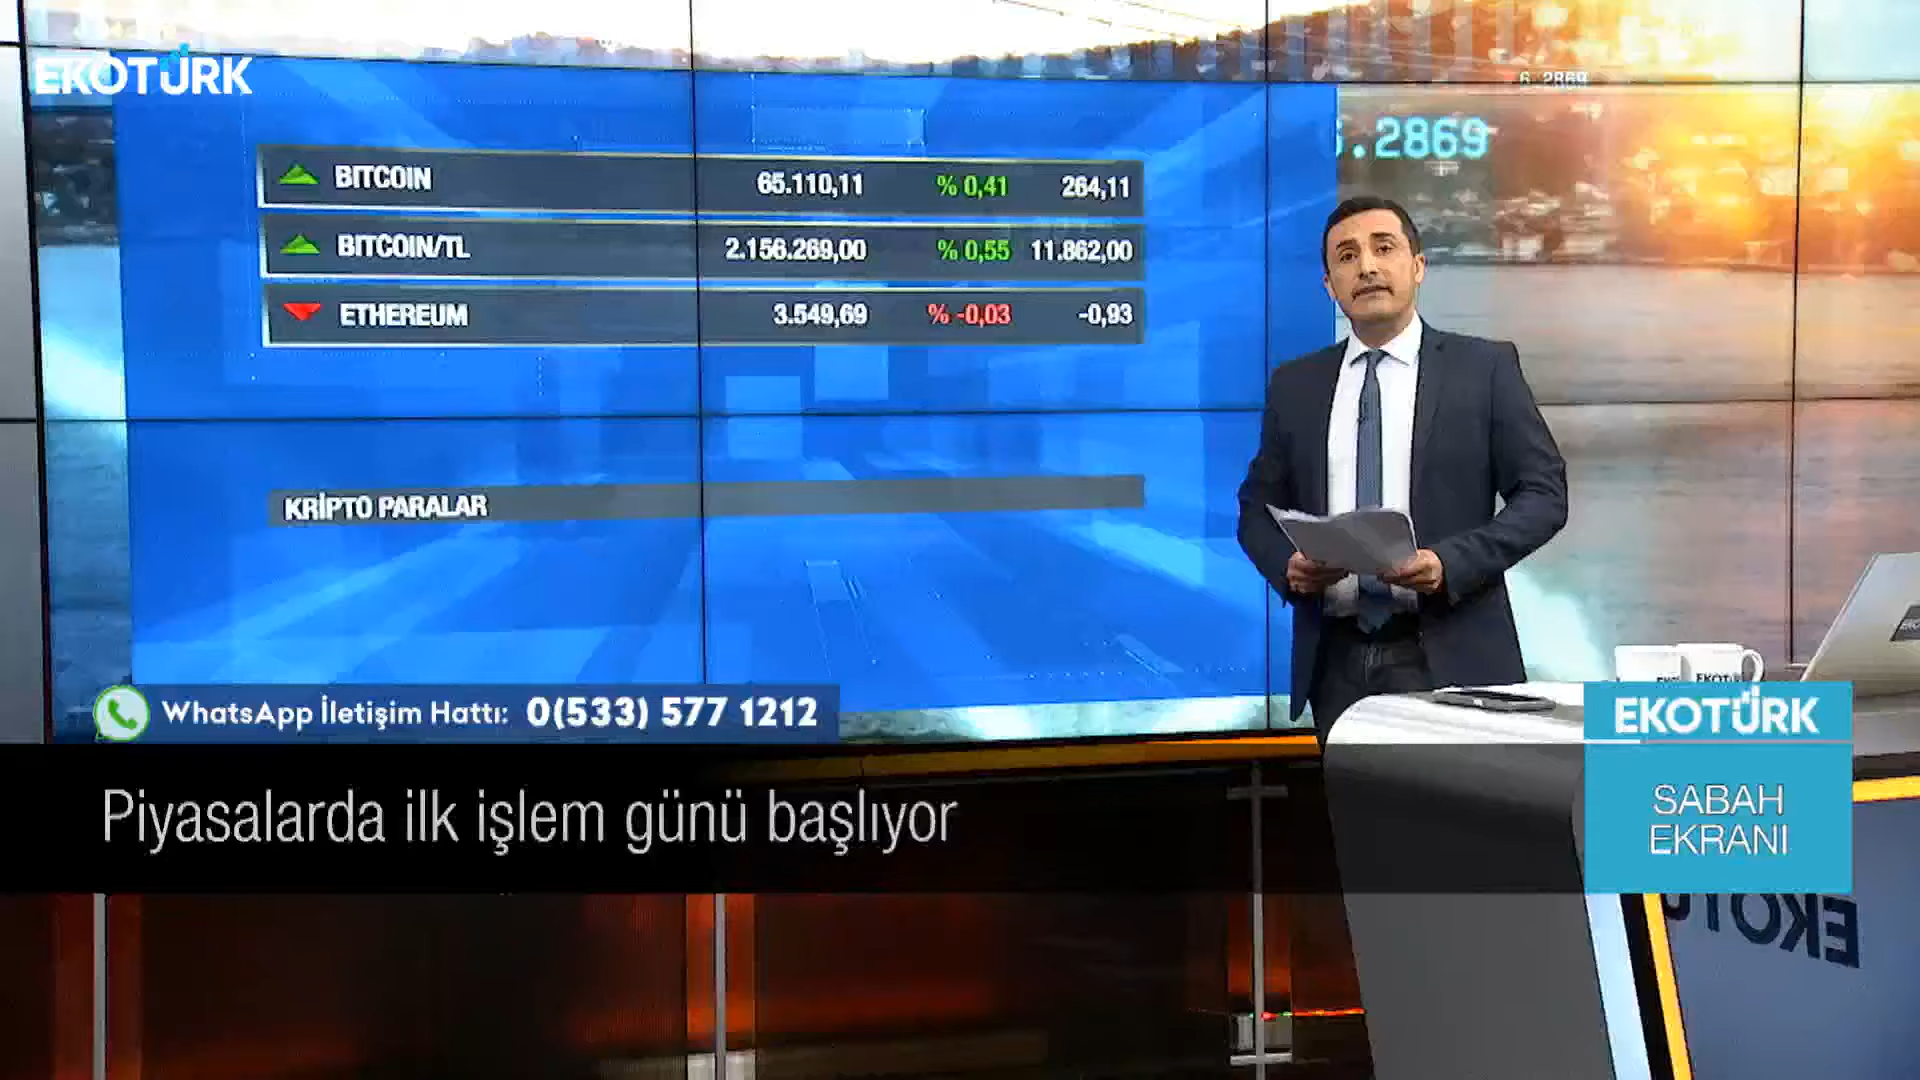 EKOTÜRK
6.2869
.2869
BITCOIN 65.110,11 % 0,41 264,11
BITCOIN/TL 2.156.269,00 % 0,55 11.862,00
ETHEREUM 3.549,69 % -0,03 -0,93
KRİPTO PARALAR
WhatsApp İletişim Hattı: 0(533) 577 1212
EKOTÜRK
Piyasalarda ilk işlem günü başlıyor
SABAH
EKRANI